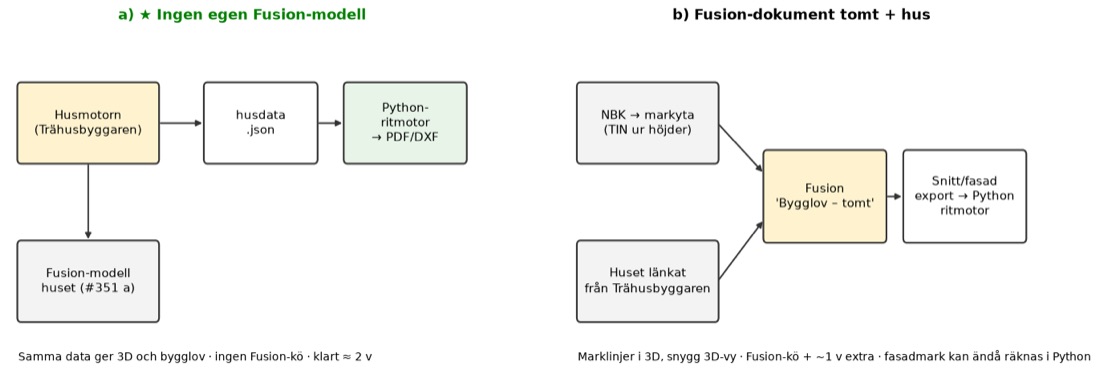 a) ★ Ingen egen Fusion-modell
Husmotorn
(Trähusbyggaren)
husdata
.json
Python-
ritmotor
→ PDF/DXF
Fusion-modell
huset (#351 a)
Samma data ger 3D och bygglov · ingen Fusion-kö · klart ≈ 2 v
b) Fusion-dokument tomt + hus
NBK → markyta
(TIN ur höjder)
Fusion
'Bygglov – tomt'
Snitt/fasad
export → Python
ritmotor
Huset länkat
från Trähusbyggaren
Marklinjer i 3D, snygg 3D-vy · Fusion-kö + ~1 v extra · fasadmark kan ändå räknas i Python